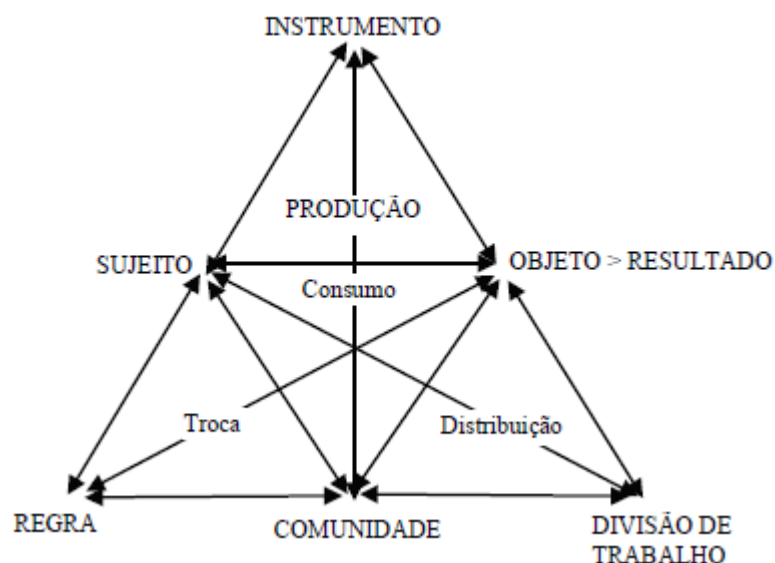 INSTRUMENTO
PRODUÇÃO
SUJEITO
OBJETO > RESULTADO
Consumo
Troca
Distribuição
REGRA
COMUNIDADE
DIVISÃO DE
TRABALHO